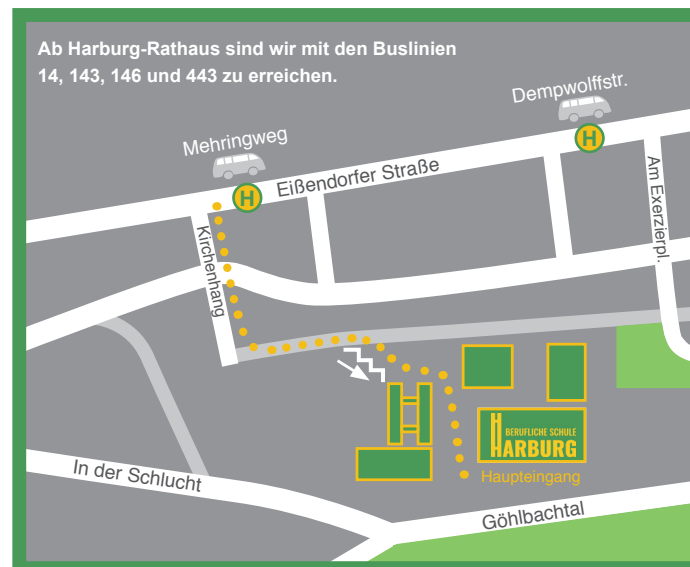 Ab Harburg-Rathaus sind wir mit den Buslinien
14, 143, 146 und 443 zu erreichen.
Dempwolffstr.
H
Mehringweg
H
Eißendorfer Straße
Am Exerzierpl.
Kirchenhang
BERUFLICHE SCHULE
HARBURG
Haupteingang
In der Schlucht
Göhlbachtal